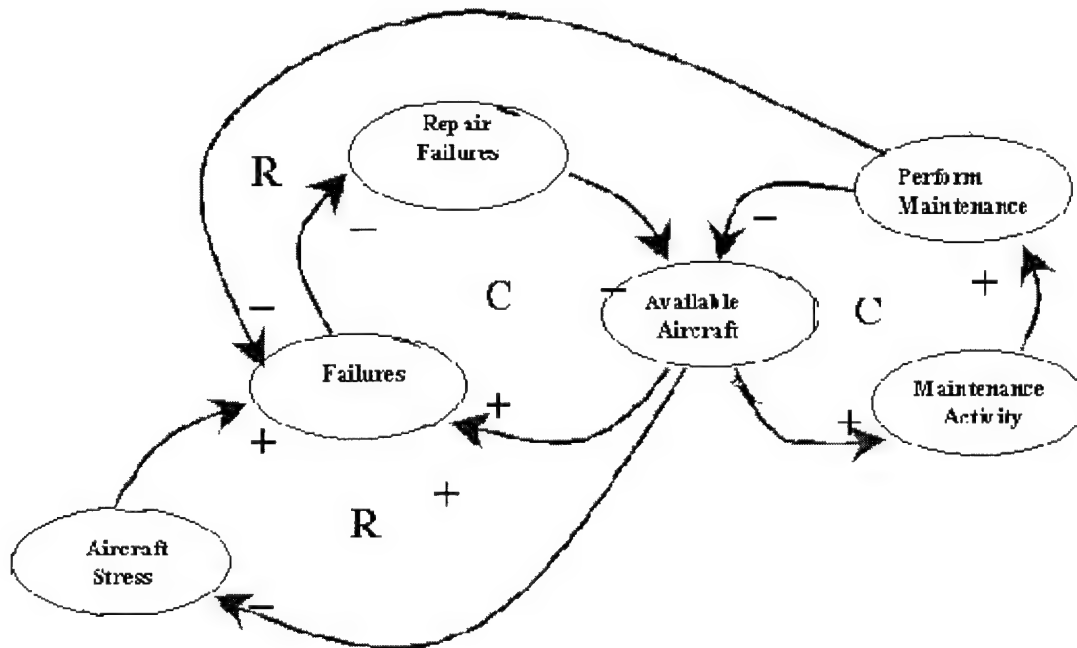 Repair
Failures
R
Perform
Maintenance
−
−
+
C
−
Available
Aircraft
C
−
Failures
Maintenance
Activity
+
+
+
+
R
Aircraft
Stress
−